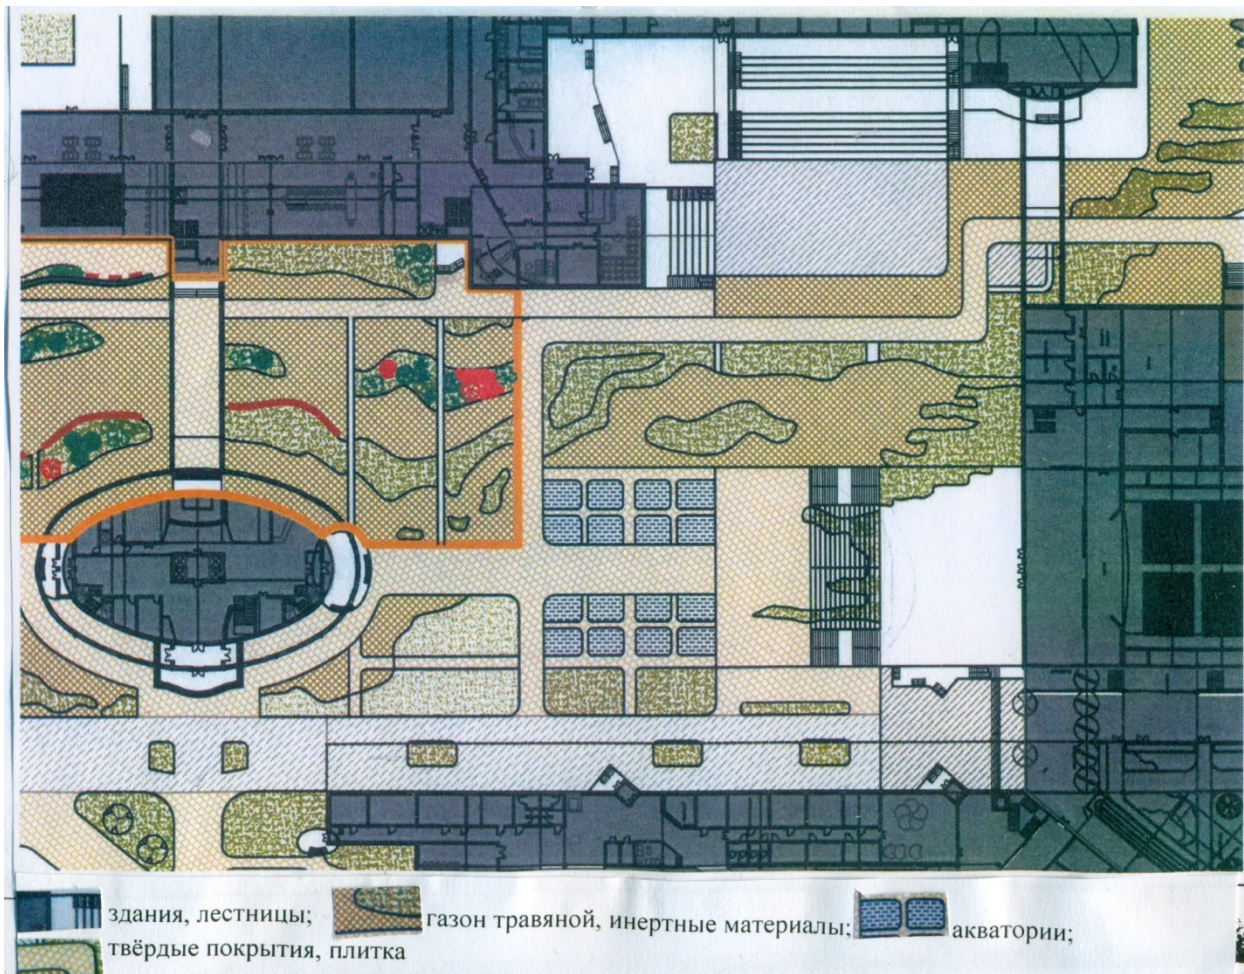 здания, лестницы; газон травяной, инертные материалы; акватории;
твёрдые покрытия, плитка